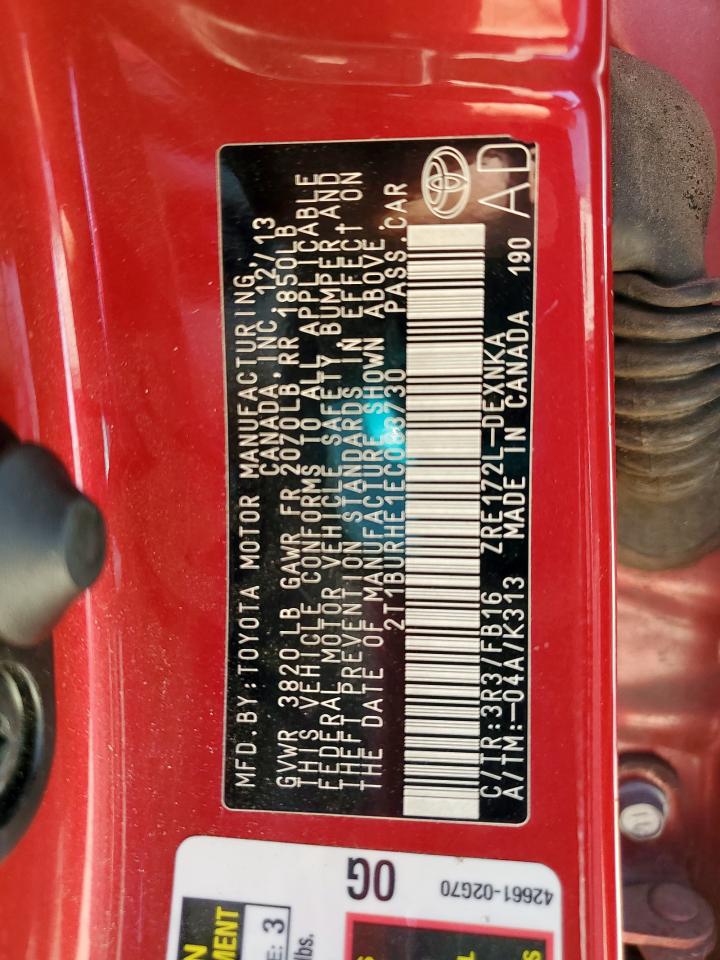 MFD.BY:TOYOTA MOTOR MANUFACTURING,
CANADA,INC. 12/13
GVWR 3820LB GAWR FR 2070LB,RR 1850LB
THIS VEHICLE CONFORMS TO ALL APPLICABLE
FEDERAL MOTOR VEHICLE SAFETY, BUMPER,AND
THEFT PREVENTION STANDARDS IN EFFECT ON
THE DATE OF MANUFACTURE SHOWN ABOVE.
2T1BURHE1EC083730 PASS.CAR
AD
C/TR:3R3/FB16 ZRE172L-DEXNKA
A/TM:-04A/K313 MADE IN CANADA 190
0G
42661-02G70
E: 3
lbs.